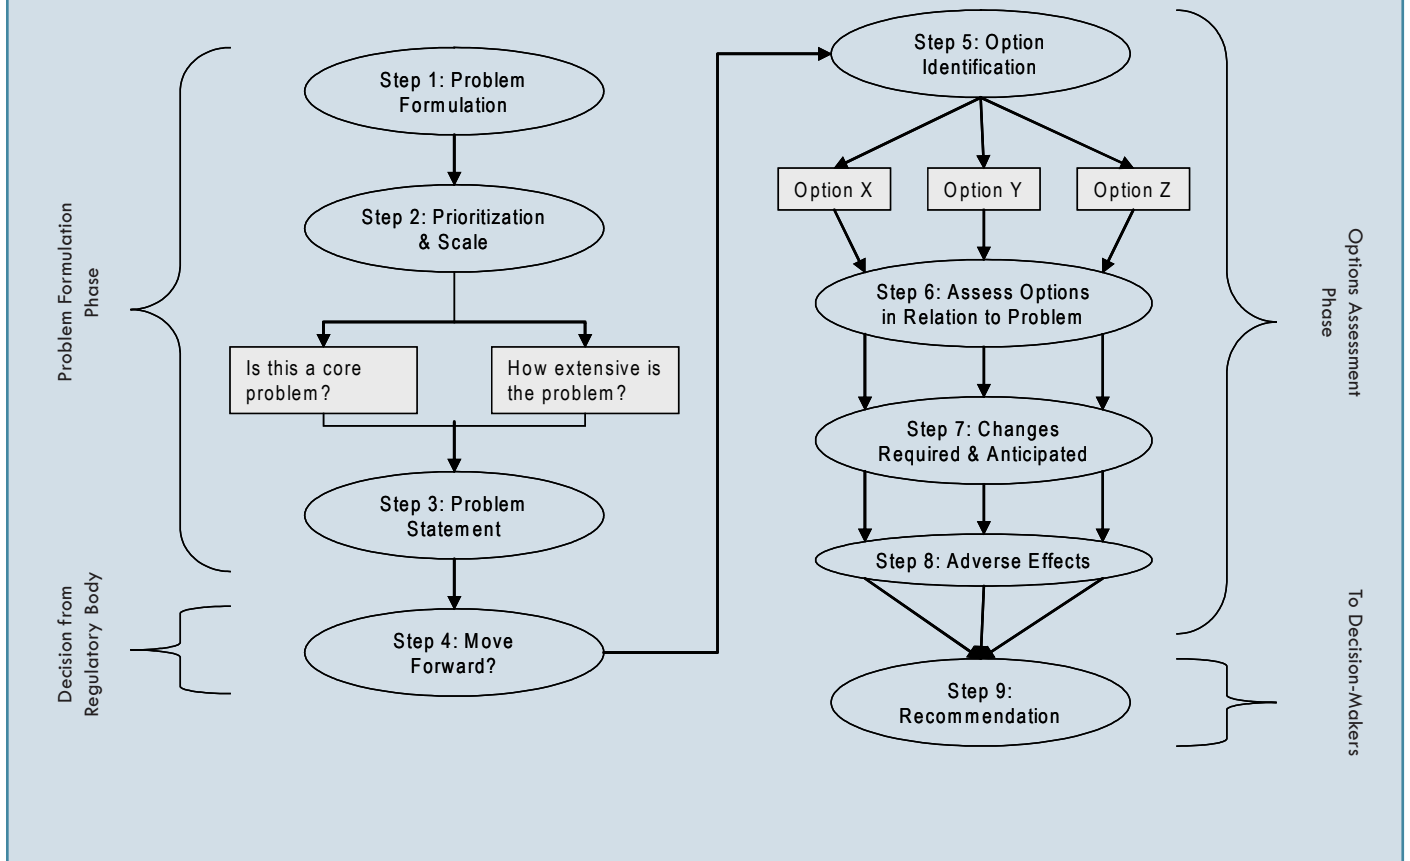 Step 1: Problem
Formulation
Step 2: Prioritization
& Scale
Is this a core
problem?
How extensive is
the problem?
Step 3: Problem
Statement
Step 4: Move
Forward?
Problem Formulation
Phase
Decision from
Regulatory Body
Step 5: Option
Identification
Option X
Option Y
Option Z
Step 6: Assess Options
in Relation to Problem
Step 7: Changes
Required & Anticipated
Step 8: Adverse Effects
Step 9:
Recommendation
Options Assessment
Phase
To Decision-Makers